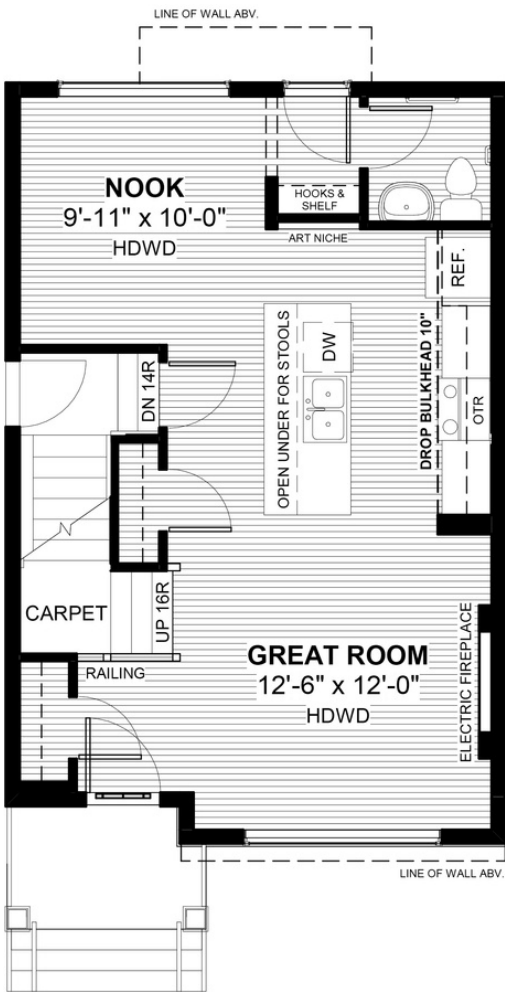 LINE OF WALL ABV.
NOOK
9'-11" x 10'-0"
HDWD
HOOKS &
SHELF
ART NICHE
REF.
DROP BULKHEAD 10"
OTR
DW
OPEN UNDER FOR STOOLS
DN 14R
CARPET
UP 16R
RAILING
GREAT ROOM
12'-6" x 12'-0"
HDWD
ELECTRIC FIREPLACE
LINE OF WALL ABV.